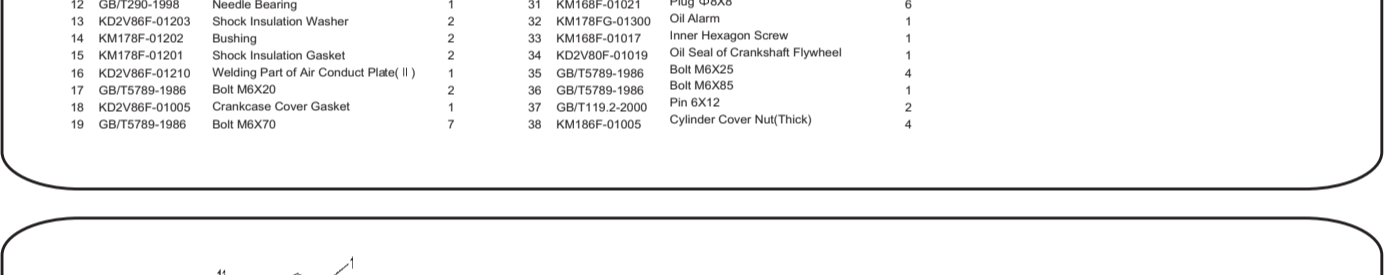 12 GB/T290-1998 Needle Bearing 1 31 KM168F-01021 Plug Φ8X8 6
13 KD2V86F-01203 Shock Insulation Washer 2 32 KM178FG-01300 Oil Alarm 1
14 KM178F-01202 Bushing 2 33 KM168F-01017 Inner Hexagon Screw 1
15 KM178F-01201 Shock Insulation Gasket 2 34 KD2V80F-01019 Oil Seal of Crankshaft Flywheel 1
16 KD2V86F-01210 Welding Part of Air Conduct Plate(Ⅱ) 1 35 GB/T5789-1986 Bolt M6X25 4
17 GB/T5789-1986 Bolt M6X20 2 36 GB/T5789-1986 Bolt M6X85 1
18 KD2V86F-01005 Crankcase Cover Gasket 1 37 GB/T119.2-2000 Pin 6X12 2
19 GB/T5789-1986 Bolt M6X70 7 38 KM186F-01005 Cylinder Cover Nut(Thick) 4
1
11